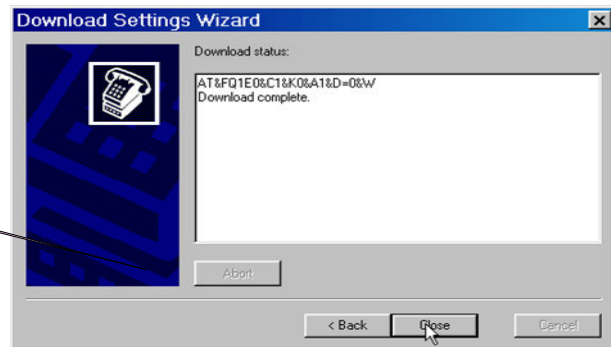 Download Settings Wizard
Download status:
AT&FQ1E0&C1&K0&A1&D=0&W
Download complete.
Abort
< Back
Close
Cancel